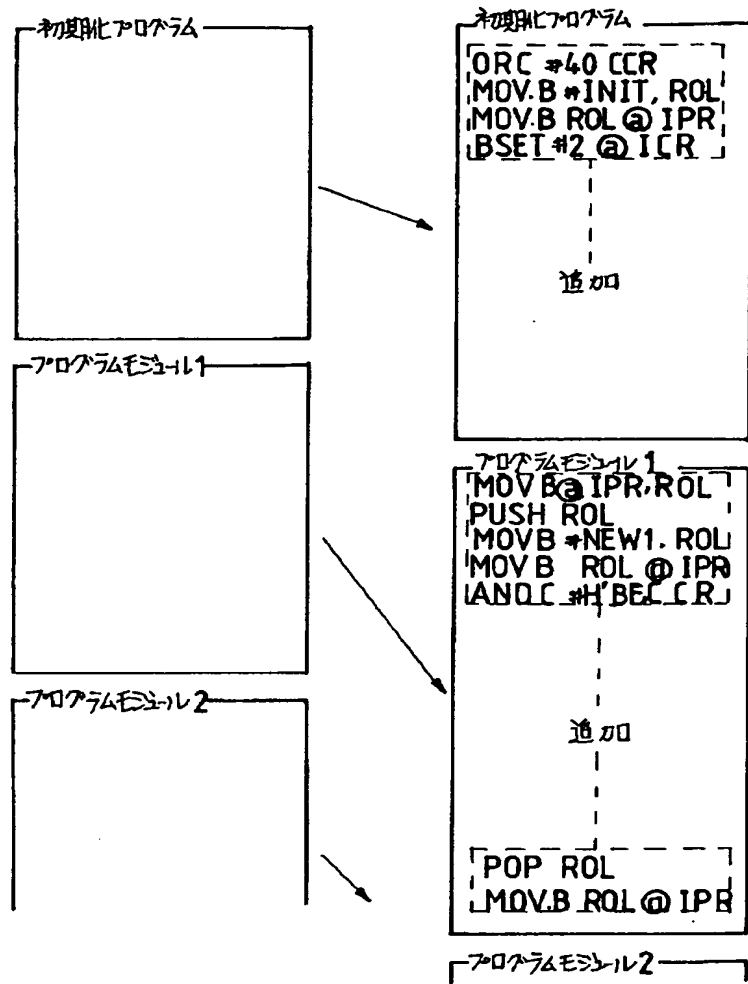 初期化プログラム
プログラムモジュール1
プログラムモジュール2
初期化プログラム
ORC #40 CCR
MOV.B #INIT, ROL
MOV.B ROL @ IPR
BSET #2 @ ICR
追加
プログラムモジュール1
MOV B @ IPR, ROL
PUSH ROL
MOV B #NEW1. ROL
MOV B ROL @ IPR
ANDC #H'BE, CCR
追加
POP ROL
MOV.B ROL @ IPR
プログラムモジュール2